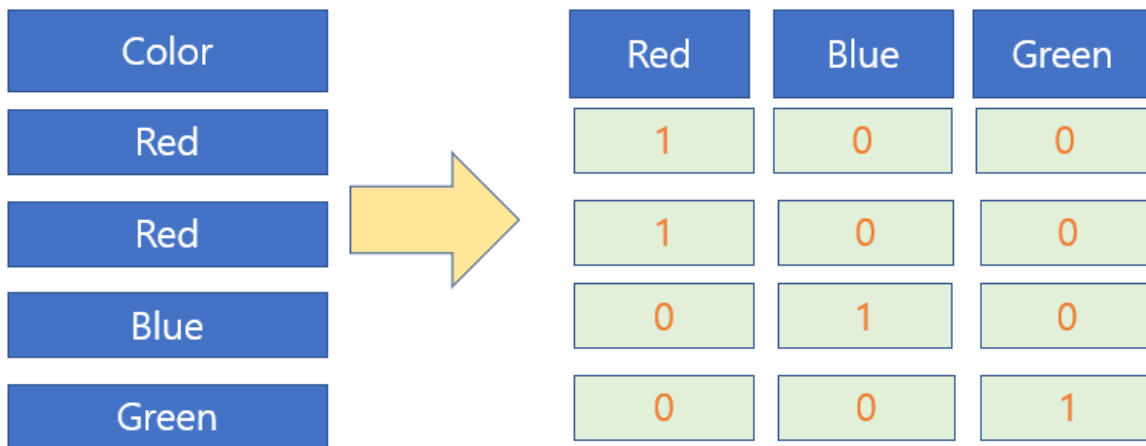 Color Red Blue Green
Red 1 0 0
Red 1 0 0
Blue 0 1 0
Green 0 0 1